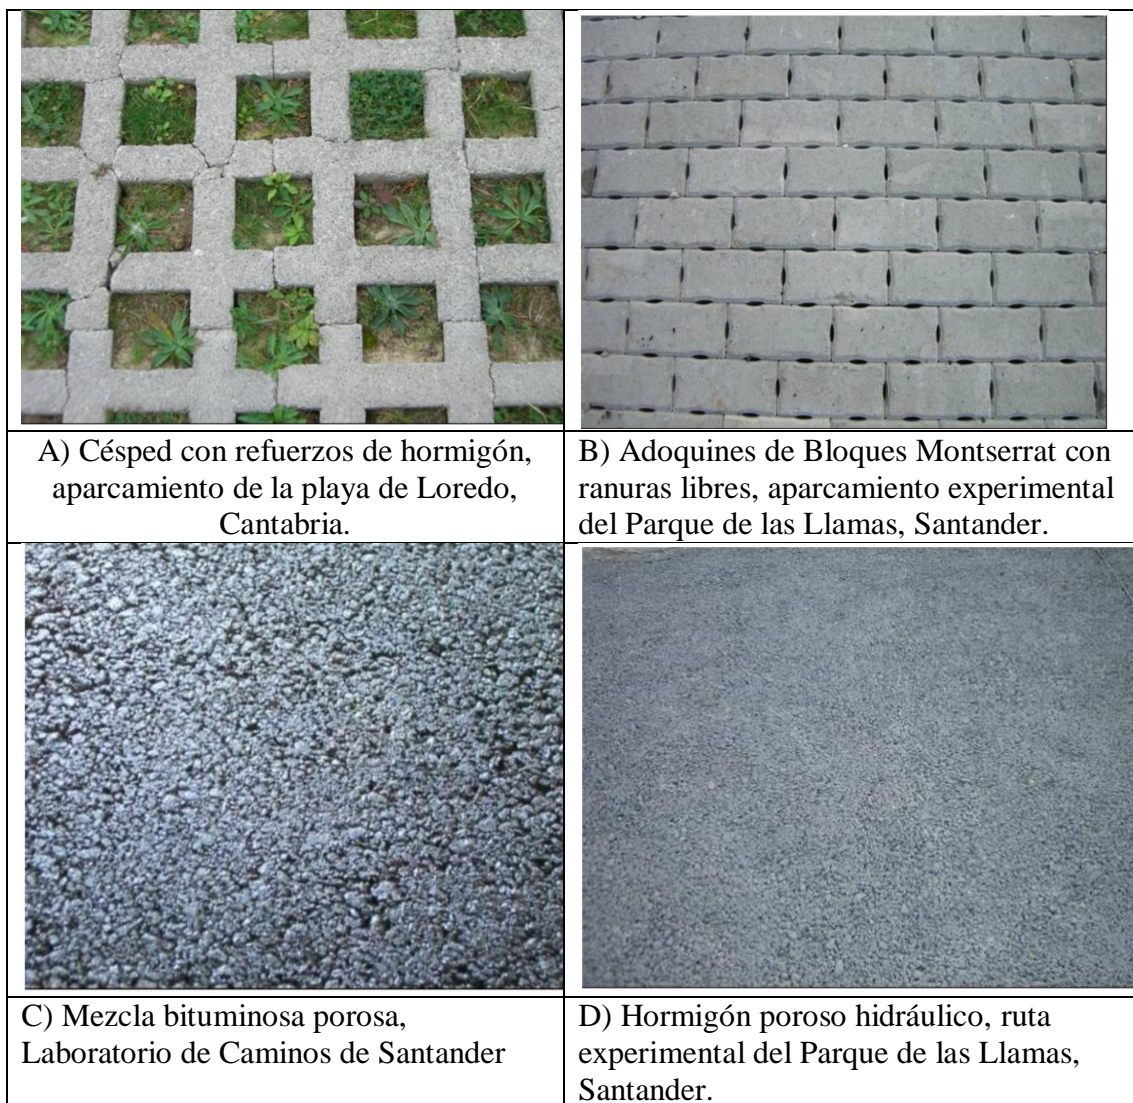 A) Césped con refuerzos de hormigón,
aparcamiento de la playa de Loredo,
Cantabria.
B) Adoquines de Bloques Montserrat con
ranuras libres, aparcamiento experimental
del Parque de las Llamas, Santander.
C) Mezcla bituminosa porosa,
Laboratorio de Caminos de Santander
D) Hormigón poroso hidráulico, ruta
experimental del Parque de las Llamas,
Santander.